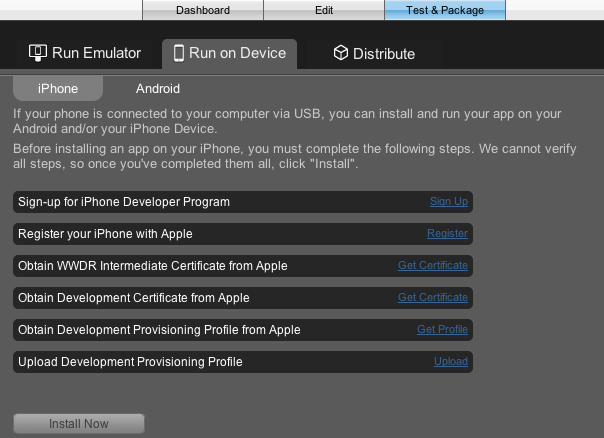 Dashboard Edit Test & Package
Run Emulator Run on Device Distribute
iPhone Android
If your phone is connected to your computer via USB, you can install and run your app on your
Android and/or your iPhone Device.
Before installing an app on your iPhone, you must complete the following steps. We cannot verify
all steps, so once you've completed them all, click "Install".
Sign-up for iPhone Developer Program Sign Up
Register your iPhone with Apple Register
Obtain WWDR Intermediate Certificate from Apple Get Certificate
Obtain Development Certificate from Apple Get Certificate
Obtain Development Provisioning Profile from Apple Get Profile
Upload Development Provisioning Profile Upload
Install Now